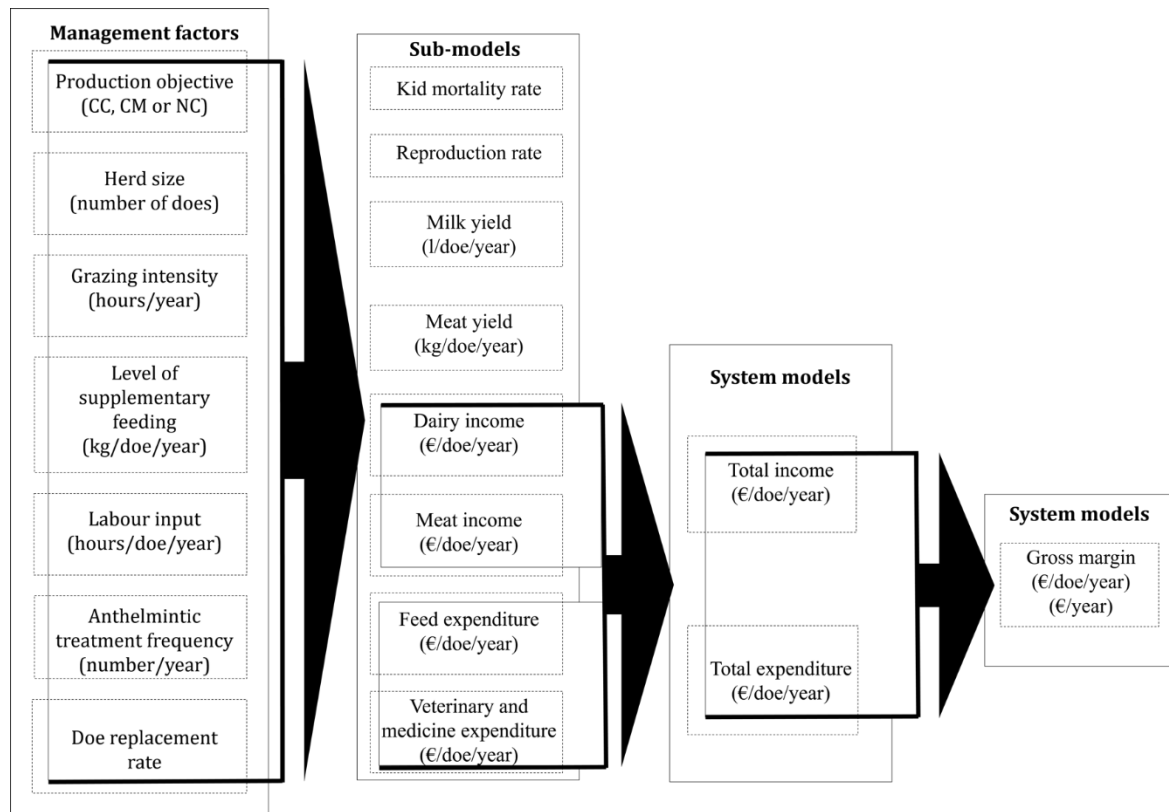 Management factors
Production objective
(CC, CM or NC)
Herd size
(number of does)
Grazing intensity
(hours/year)
Level of
supplementary
feeding
(kg/doe/year)
Labour input
(hours/doe/year)
Anthelmintic
treatment frequency
(number/year)
Doe replacement
rate
Sub-models
Kid mortality rate
Reproduction rate
Milk yield
(l/doe/year)
Meat yield
(kg/doe/year)
Dairy income
(€/doe/year)
Meat income
(€/doe/year)
Feed expenditure
(€/doe/year)
Veterinary and
medicine expenditure
(€/doe/year)
System models
Total income
(€/doe/year)
Total expenditure
(€/doe/year)
System models
Gross margin
(€/doe/year)
(€/year)